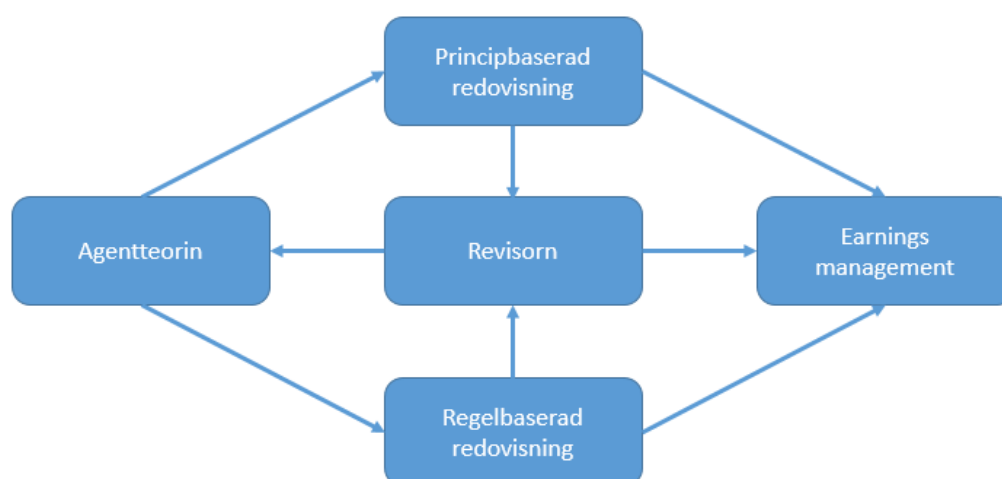 Principbaserad
redovisning
Agentteorin
Revisorn
Earnings
management
Regelbaserad
redovisning